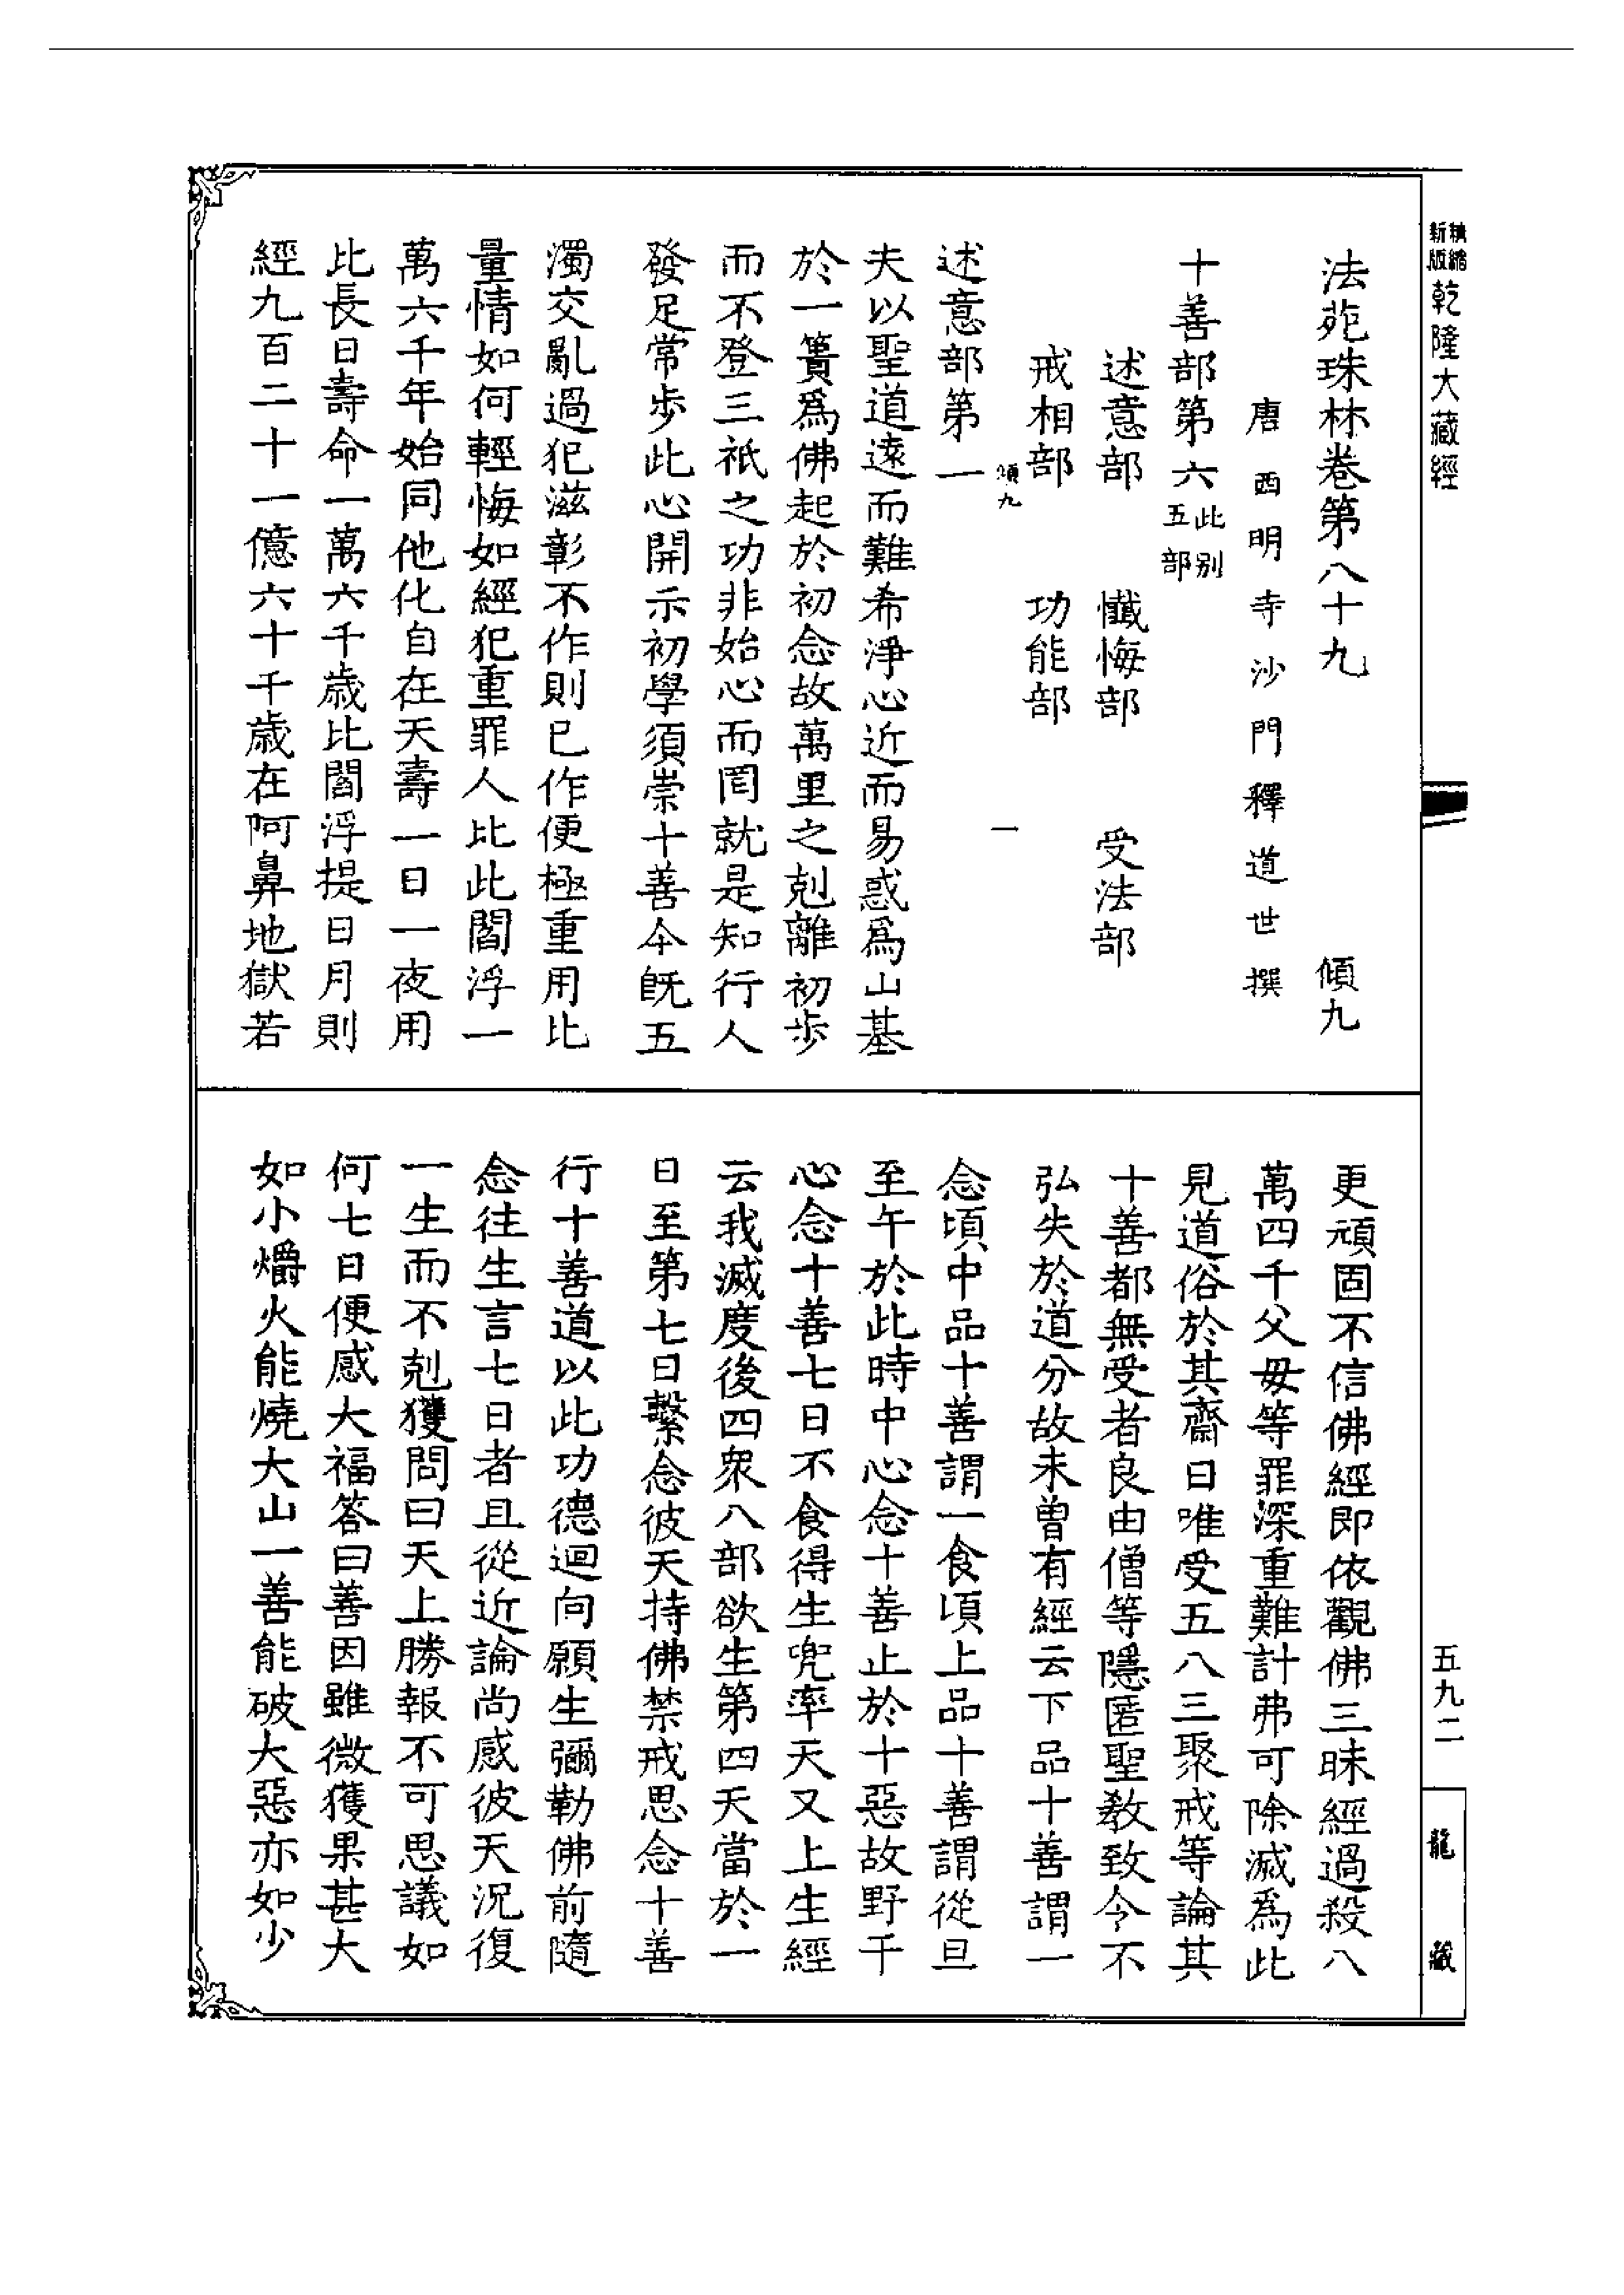 精縮新版乾隆大藏經
法苑珠林卷第八十九 傾九
唐西明寺沙門釋道世撰
十善部第六此別五部
述意部 懺悔部 受法部
戒相部 功能部
傾九 一
述意部第一
夫以聖道遠而難希淨心近而易惑爲山基
於一簣爲佛起於初念故萬里之剋離初步
而不登三祇之功非始心而罔就是知行人
發足常步此心開示初學須崇十善今既五
濁交亂過犯滋彰不作則已作便極重用比
量情如何輕悔如經犯重罪人比此閻浮一
萬六千年始同他化自在天壽一日一夜用
此長日壽命一萬六千歲比閻浮提日月則
經九百二十一億六十千歲在阿鼻地獄若
更頑固不信佛經即依觀佛三昧經過殺八
萬四千父母等罪深重難計弗可除滅爲此
見道俗於其齋日唯受五八三聚戒等論其
十善都無受者良由僧等隱匿聖教致令不
弘失於道分故未曾有經云下品十善謂一
念頃中品十善謂一食頃上品十善謂從旦
至午於此時中心念十善止於十惡故野干
心念十善七日不食得生兜率天又上生經
云我滅度後四衆八部欲生第四天當於一
日至第七日繫念彼天持佛禁戒思念十善
行十善道以此功德迴向願生彌勒佛前隨
念往生言七日者且從近論尚感彼天況復
一生而不剋獲問曰天上勝報不可思議如
何七日便感大福答曰善因雖微獲果甚大
如小爝火能燒大山一善能破大惡亦如少
五九二
龍藏